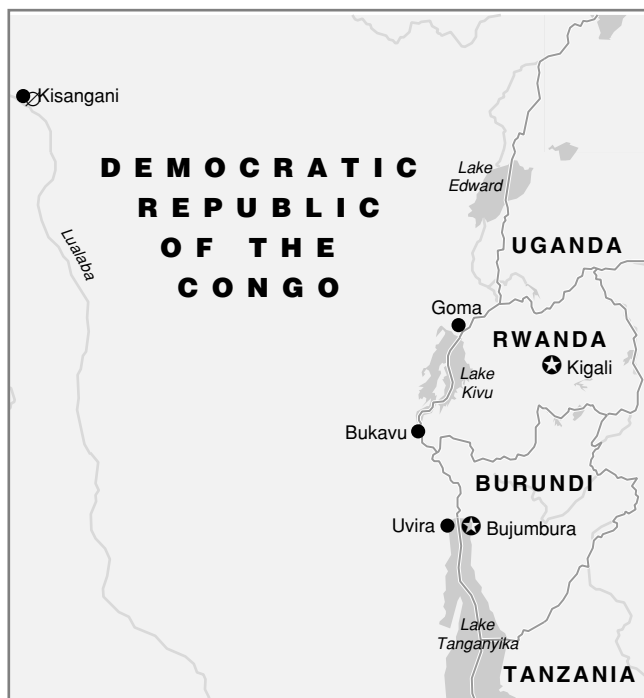 Kisangani
DEMOCRATIC
REPUBLIC
OF THE
CONGO
Lake
Edward
Lualaba
UGANDA
Goma
RWANDA
Kigali
Lake
Kivu
Bukavu
BURUNDI
Uvira
Bujumbura
Lake
Tanganyika
TANZANIA